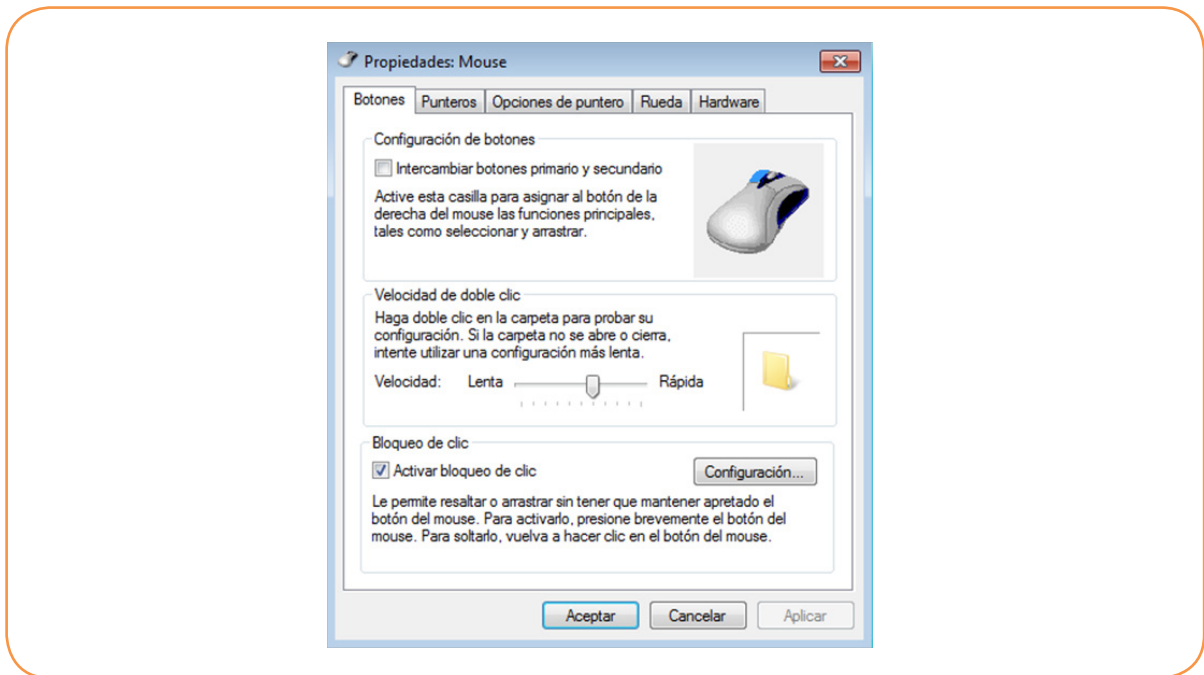 Propiedades: Mouse
Botones Punteros Opciones de puntero Rueda Hardware
Configuración de botones
Intercambiar botones primario y secundario
Active esta casilla para asignar al botón de la
derecha del mouse las funciones principales,
tales como seleccionar y arrastrar.
Velocidad de doble clic
Haga doble clic en la carpeta para probar su
configuración. Si la carpeta no se abre o cierra,
intente utilizar una configuración más lenta.
Velocidad: Lenta Rápida
Bloqueo de clic
Activar bloqueo de clic Configuración...
Le permite resaltar o arrastrar sin tener que mantener apretado el
botón del mouse. Para activarlo, presione brevemente el botón del
mouse. Para soltarlo, vuelva a hacer clic en el botón del mouse.
Aceptar Cancelar Aplicar